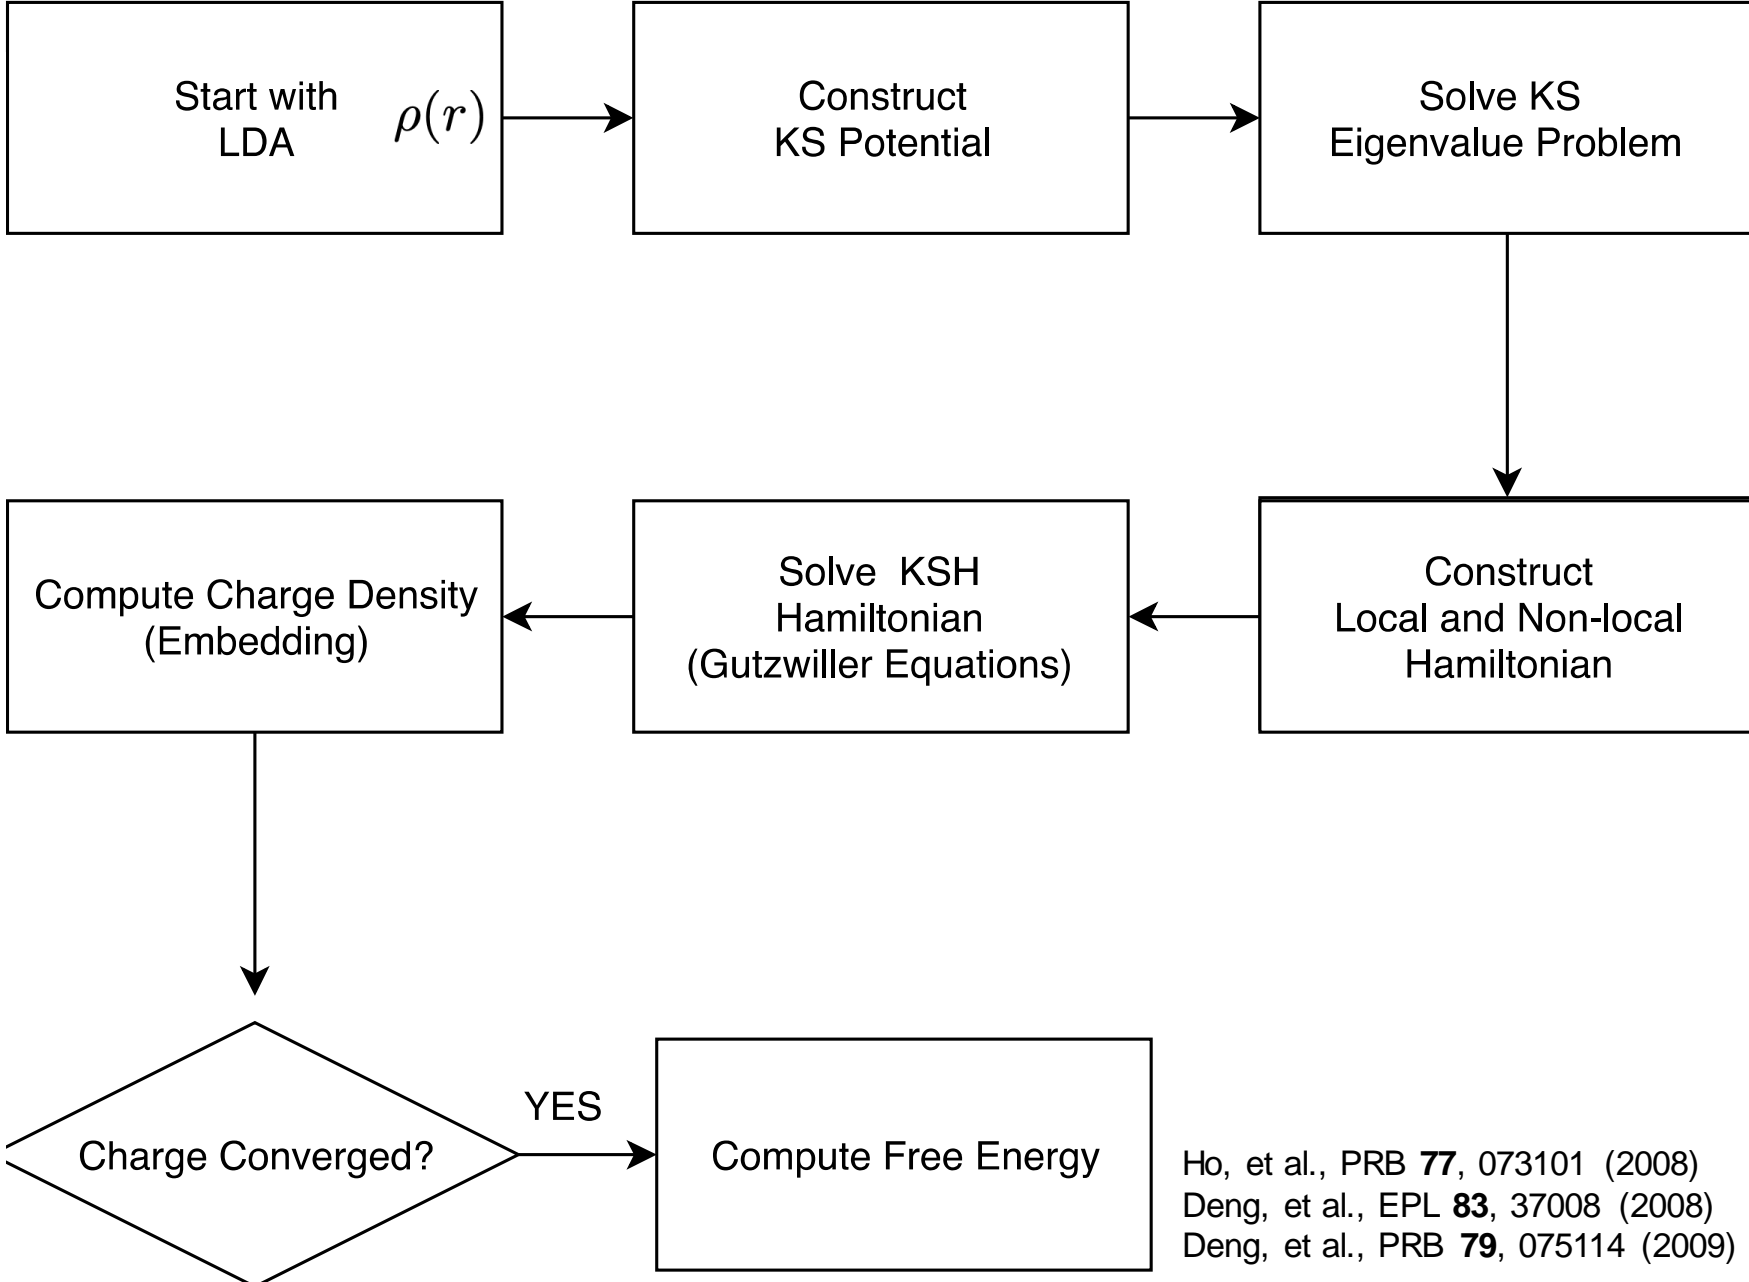 Start with
LDA
ρ(r)
Construct
KS Potential
Solve KS
Eigenvalue Problem
Compute Charge Density
(Embedding)
Solve KSH
Hamiltonian
(Gutzwiller Equations)
Construct
Local and Non-local
Hamiltonian
Charge Converged?
YES
Compute Free Energy
Ho, et al., PRB 77, 073101 (2008)
Deng, et al., EPL 83, 37008 (2008)
Deng, et al., PRB 79, 075114 (2009)